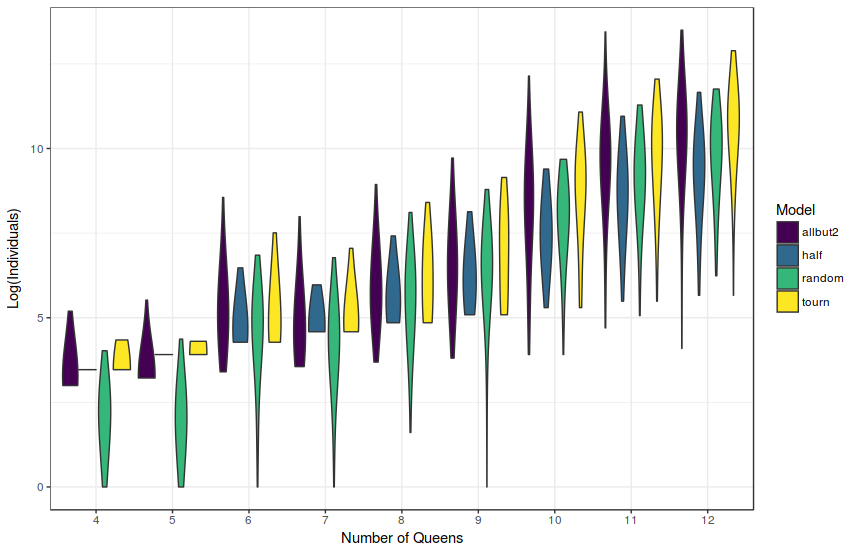 Log(Individuals)
10
5
0
4 5 6 7 8 9 10 11 12
Number of Queens
Model
allbut2
half
random
tourn